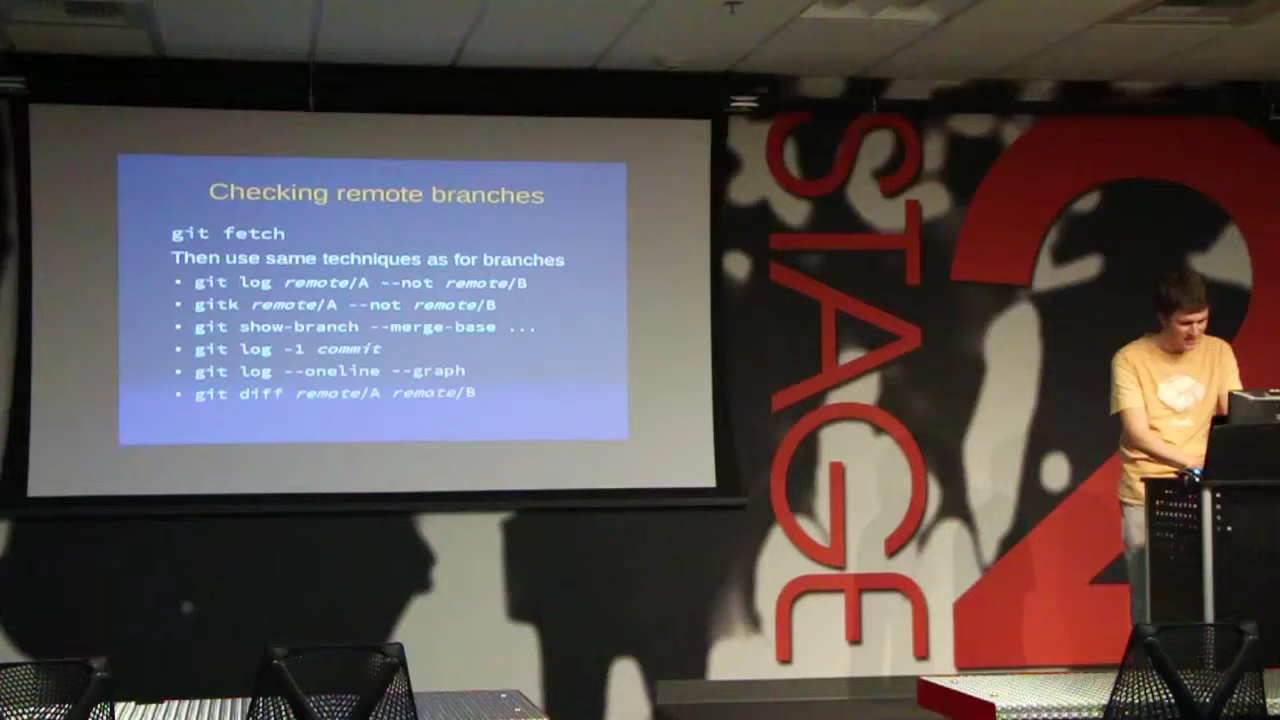 Checking remote branches
git fetch
Then use same techniques as for branches
• git log remote/A --not remote/B
• gitk remote/A --not remote/B
• git show-branch --merge-base ...
• git log -1 commit
• git log --oneline --graph
• git diff remote/A remote/B
STAGE
2